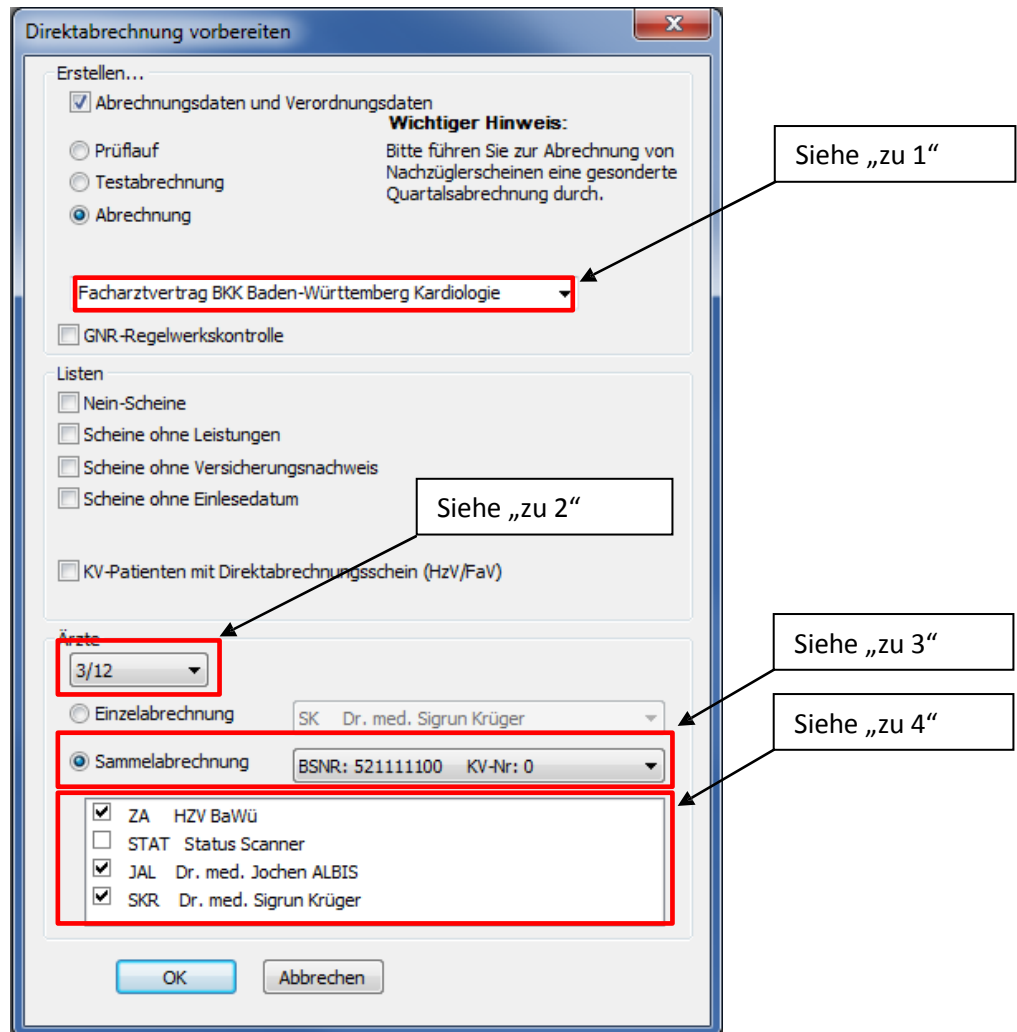 Direktabrechnung vorbereiten
Erstellen...
Abrechnungsdaten und Verordnungsdaten
Wichtiger Hinweis:
Prüflauf
Bitte führen Sie zur Abrechnung von
Nachzüglerscheinen eine gesonderte
Quartalsabrechnung durch.
Testabrechnung
Abrechnung
Siehe „zu 1“
Facharztvertrag BKK Baden-Württemberg Kardiologie
GNR-Regelwerkskontrolle
Listen
Nein-Scheine
Scheine ohne Leistungen
Scheine ohne Versicherungsnachweis
Scheine ohne Einlesedatum
Siehe „zu 2“
KV-Patienten mit Direktabrechnungsschein (HzV/FaV)
Ärzte
3/12
Siehe „zu 3“
Einzelabrechnung
SK Dr. med. Sigrun Krüger
Siehe „zu 4“
Sammelabrechnung
BSNR: 521111100 KV-Nr: 0
ZA HZV BaWü
STAT Status Scanner
JAL Dr. med. Jochen ALBIS
SKR Dr. med. Sigrun Krüger
OK
Abbrechen